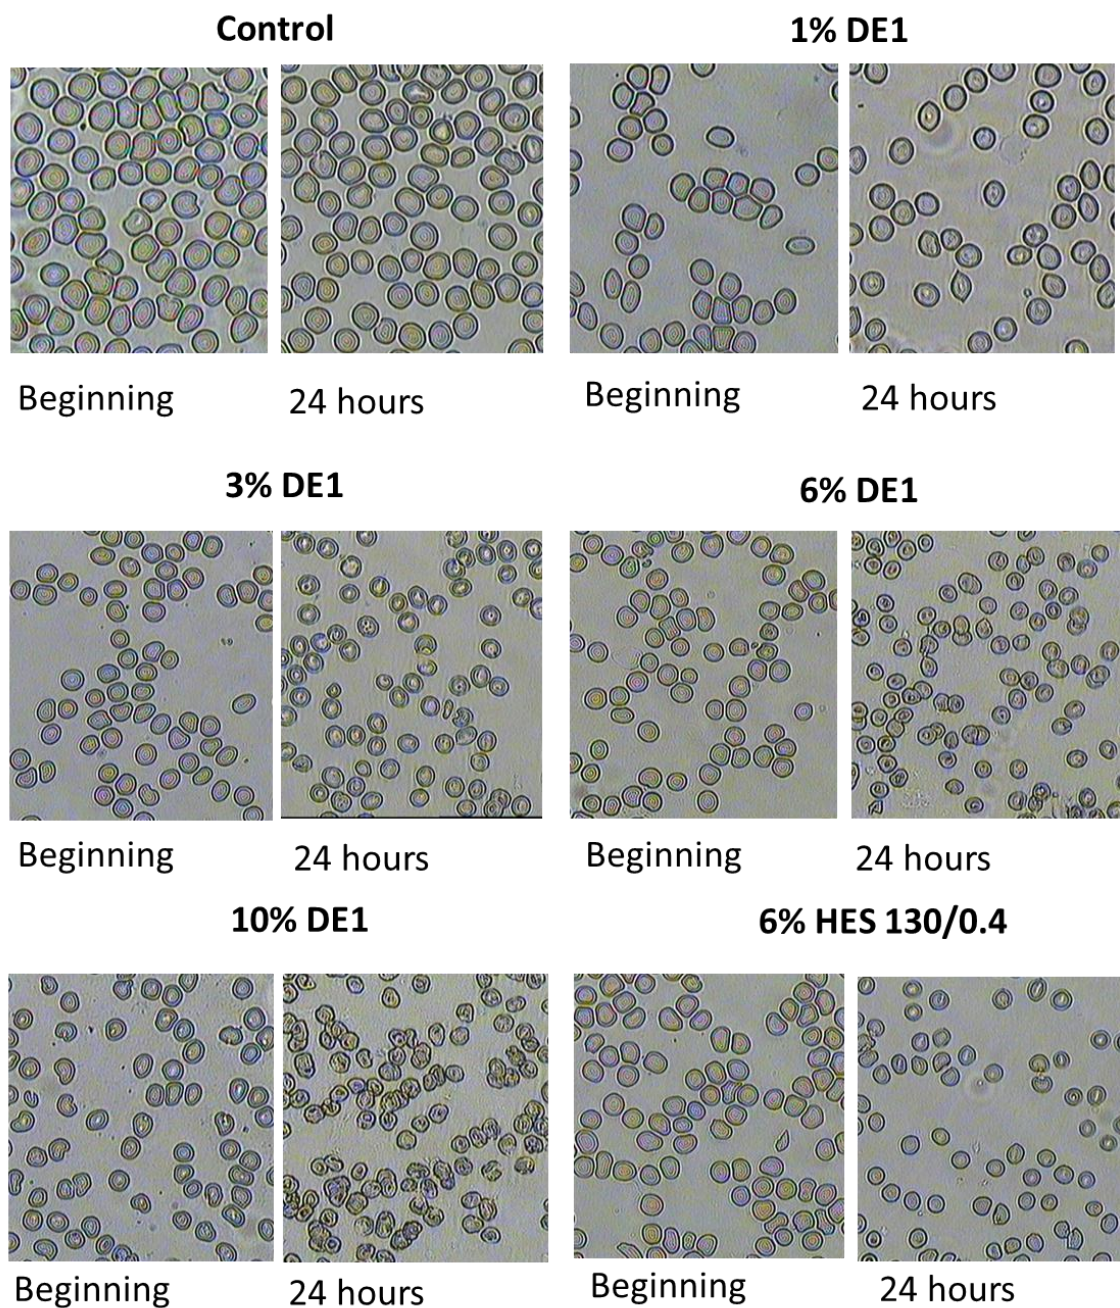 Control
1% DE1
Beginning
24 hours
Beginning
24 hours
3% DE1
6% DE1
Beginning
24 hours
Beginning
24 hours
10% DE1
6% HES 130/0.4
Beginning
24 hours
Beginning
24 hours